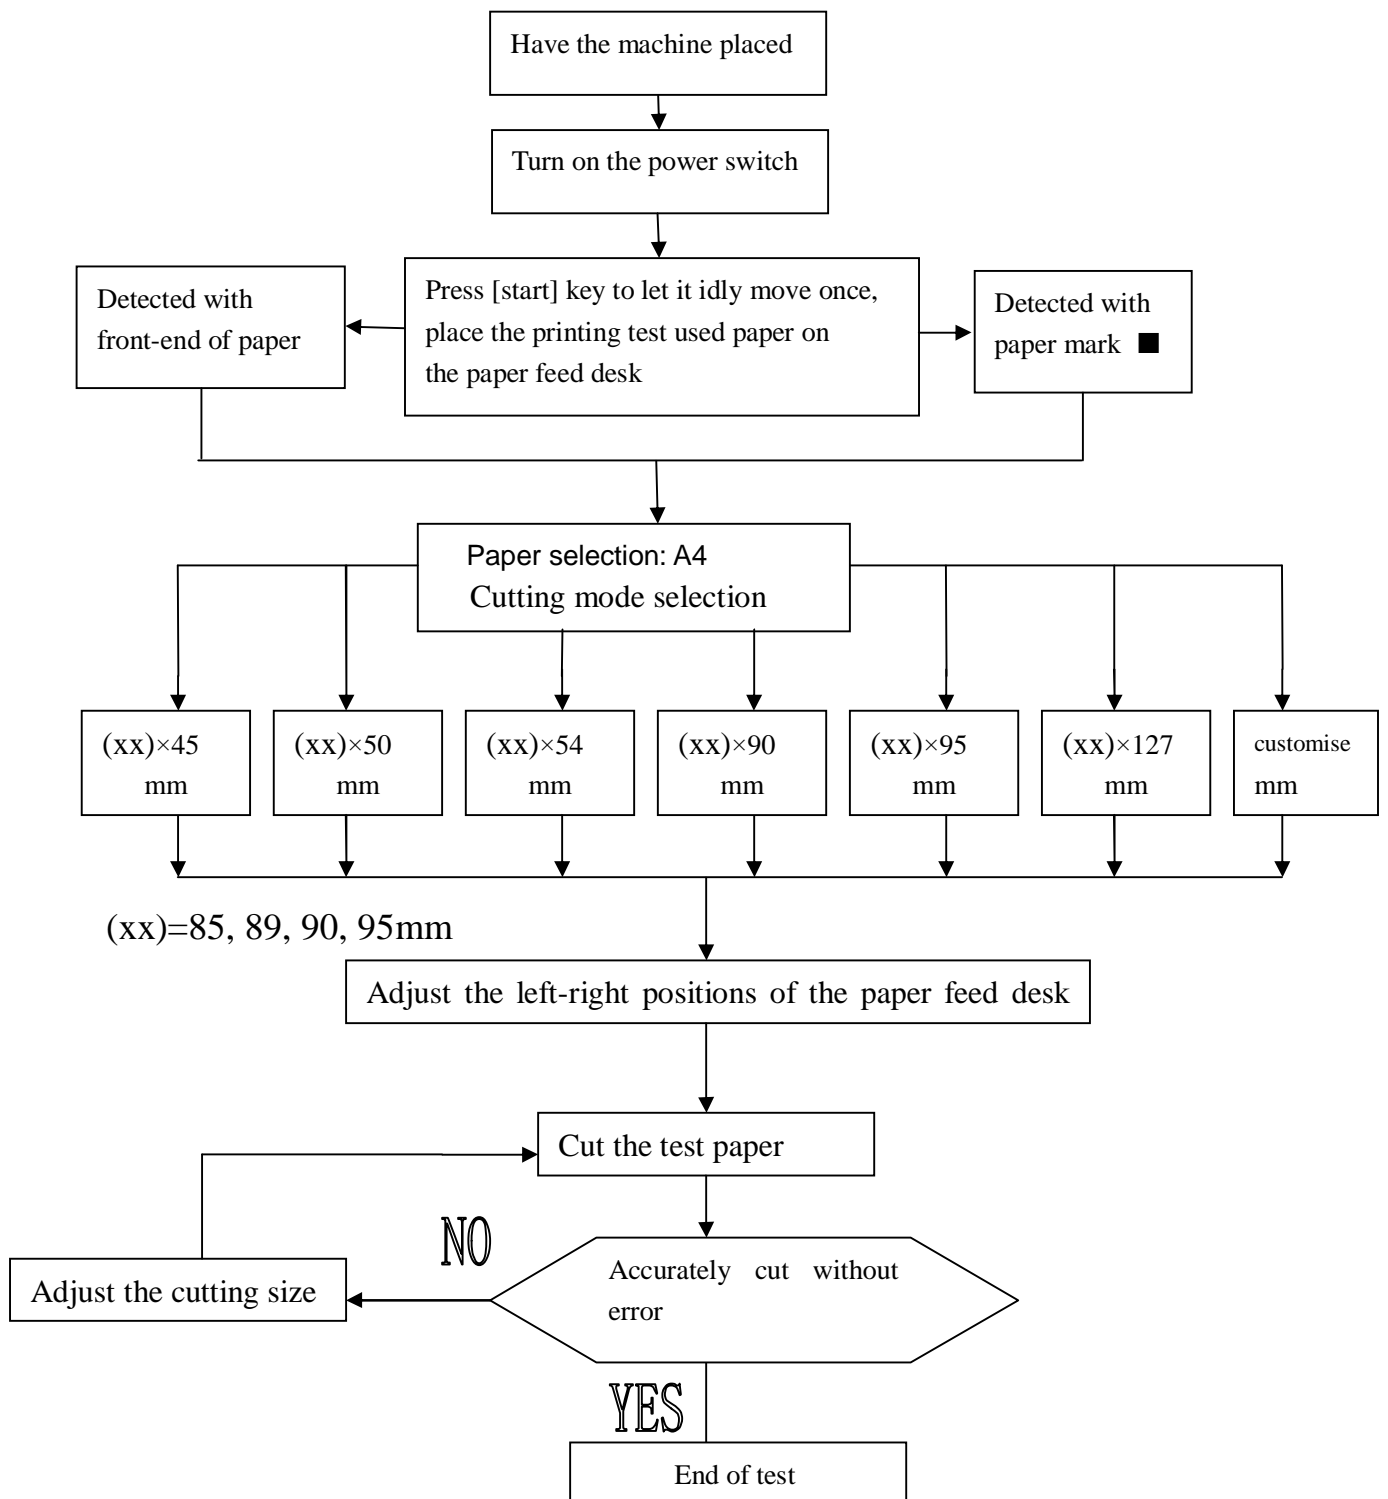 Have the machine placed
Turn on the power switch
Detected with
front-end of paper
Press [start] key to let it idly move once,
place the printing test used paper on
the paper feed desk
Detected with
paper mark ■
Paper selection: A4
Cutting mode selection
(xx)×45
mm
(xx)×50
mm
(xx)×54
mm
(xx)×90
mm
(xx)×95
mm
(xx)×127
mm
customise
mm
(xx)=85, 89, 90, 95mm
Adjust the left-right positions of the paper feed desk
Cut the test paper
NO
Adjust the cutting size
Accurately cut without
error
YES
End of test